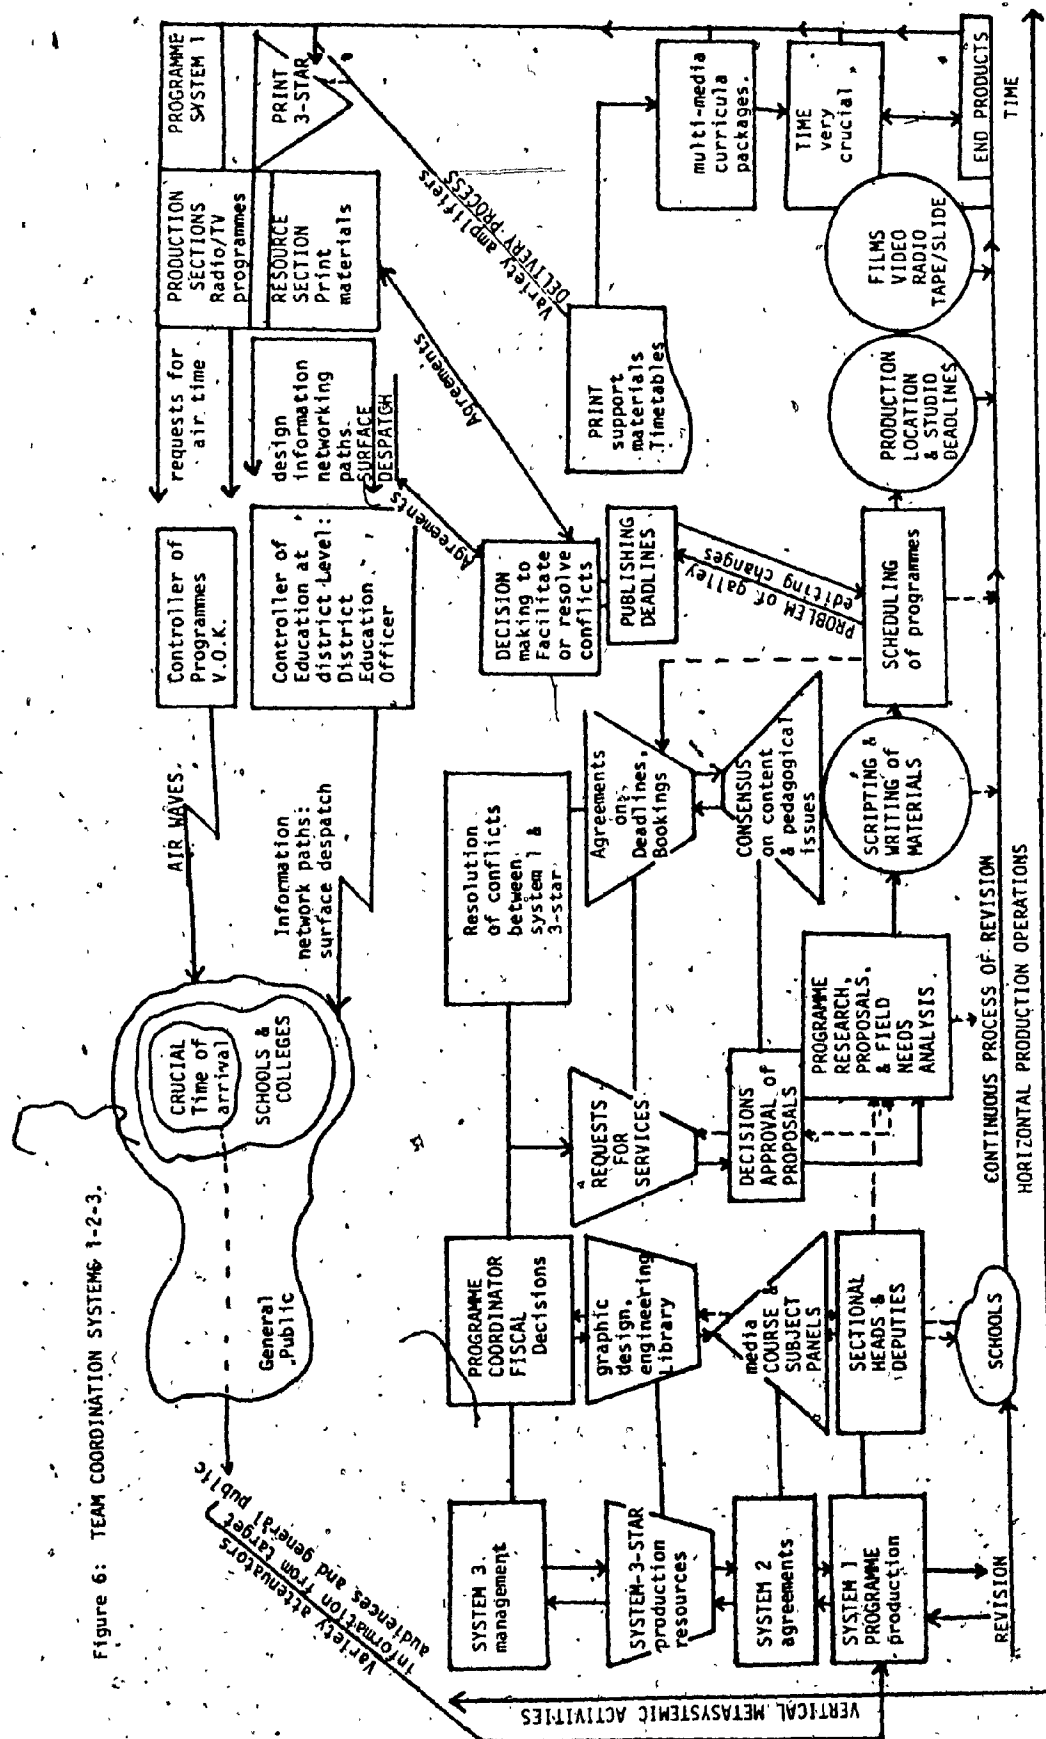 Figure 6: TEAM COORDINATION SYSTEMS 1-2-3.
Variety attenuators
information from target
audiences and general public
General
Public
CRUCIAL
Time of
arrival
SCHOOLS &
COLLEGES
AIR WAVES.
Information
network paths:
surface despatch
Controller of
Programmes
V.O.K.
Controller of
Education at
district Level:
District
Education
Officer
requests for
air time
design
information
networking
paths.
SURFACE
DESPATCH
PRODUCTION
SECTIONS
Radio/TV
programmes
RESOURCE
SECTION
Print
materials
PROGRAMME
SYSTEM 1
PRINT
3-STAR
Agreements
Agreements
Variety amplifiers
DELIVERY PROCESS
SYSTEM 3
management
PROGRAMME
COORDINATOR
FISCAL
Decisions
Resolution
of conflicts
between
system 1 &
3-star
DECISION
making to
Facilitate
or resolve
conflicts
PUBLISHING
DEADLINES
PROBLEM of galley
editing changes
PRINT
support
materials
Timetables
multi-media
curricula
packages.
TIME
very
crucial
SYSTEM-3-STAR
production
resources
graphic
design,
engineering
Library
REQUESTS
FOR
SERVICES
Agreements
on
Deadlines,
Bookings
SYSTEM 2
agreements
media
COURSE &
SUBJECT
PANELS
DECISIONS
APPROVAL of
PROPOSALS
CONSENSUS
on content
& pedagogical
issues
SYSTEM 1
PROGRAMME
production
SECTIONAL
HEADS &
DEPUTIES
PROGRAMME
RESEARCH,
PROPOSALS,
& FIELD
NEEDS
ANALYSIS
SCRIPTING &
WRITING of
MATERIALS
SCHEDULING
of programmes
PRODUCTION
LOCATION
& STUDIO
DEADLINES
FILMS
VIDEO
RADIO
TAPE/SLIDE
END PRODUCTS
REVISION
SCHOOLS
CONTINUOUS PROCESS OF REVISION
HORIZONTAL PRODUCTION OPERATIONS
TIME
VERTICAL METASYSTEMIC ACTIVITIES